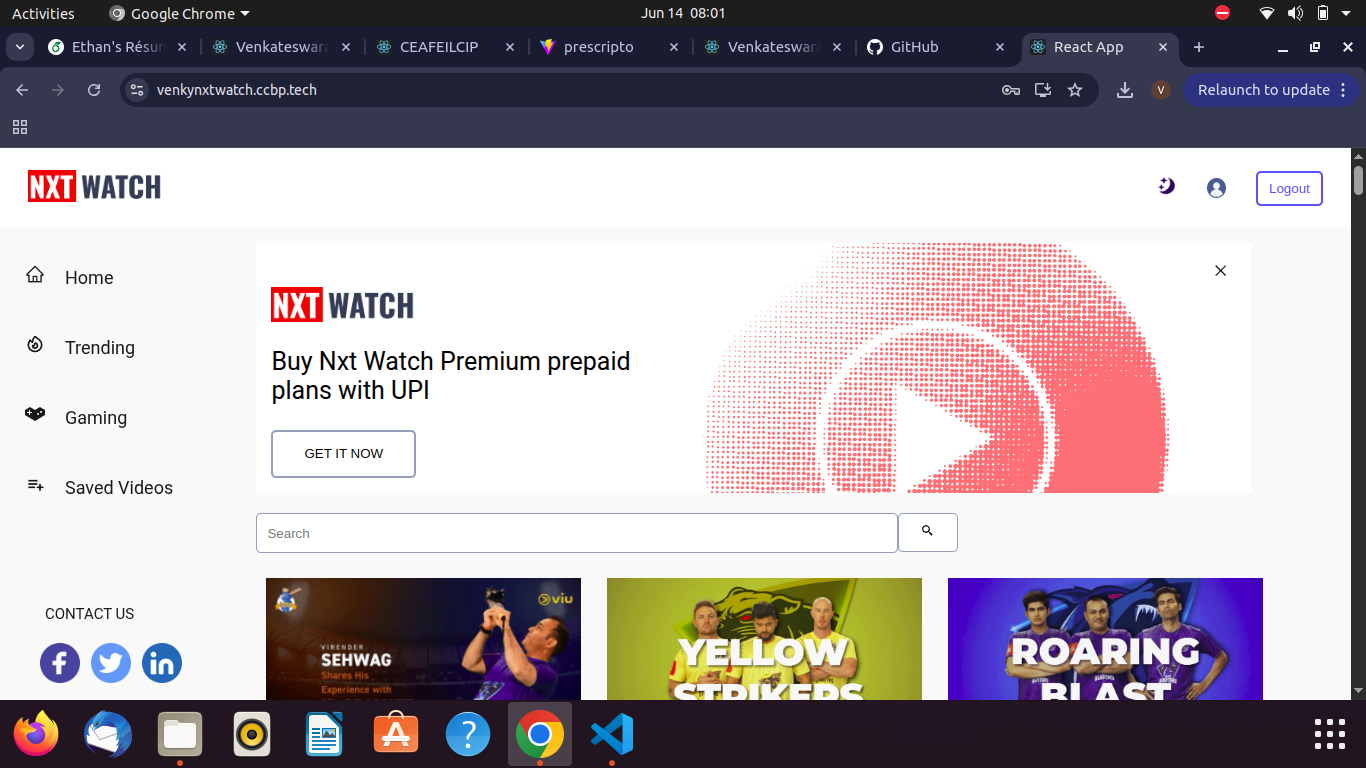 Activities
Google Chrome
Jun 14 08:01
Ethan's Résum
Venkateswara
CEAFEILCIP
prescripto
Venkateswara
GitHub
React App
venkynxtwatch.ccbp.tech
V
Relaunch to update
NXT WATCH
Logout
Home
Trending
Gaming
Saved Videos
CONTACT US
NXT WATCH
Buy Nxt Watch Premium prepaid
plans with UPI
GET IT NOW
Search
viu
VIRENDER
SEHWAG
Shares His
Experience with
YELLOW
STRIKERS
ROARING
BLAST